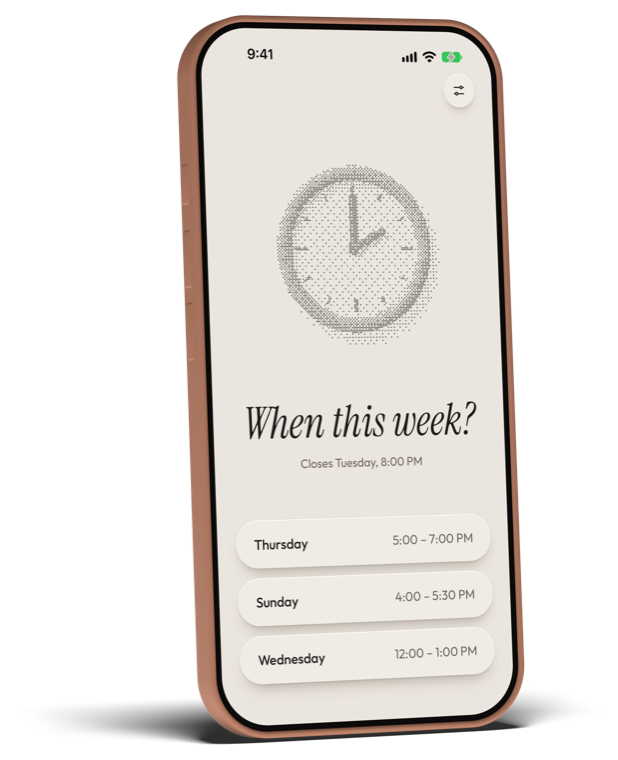 9:41
When this week?
Closes Tuesday, 8:00 PM
Thursday 5:00 – 7:00 PM
Sunday 4:00 – 5:30 PM
Wednesday 12:00 – 1:00 PM